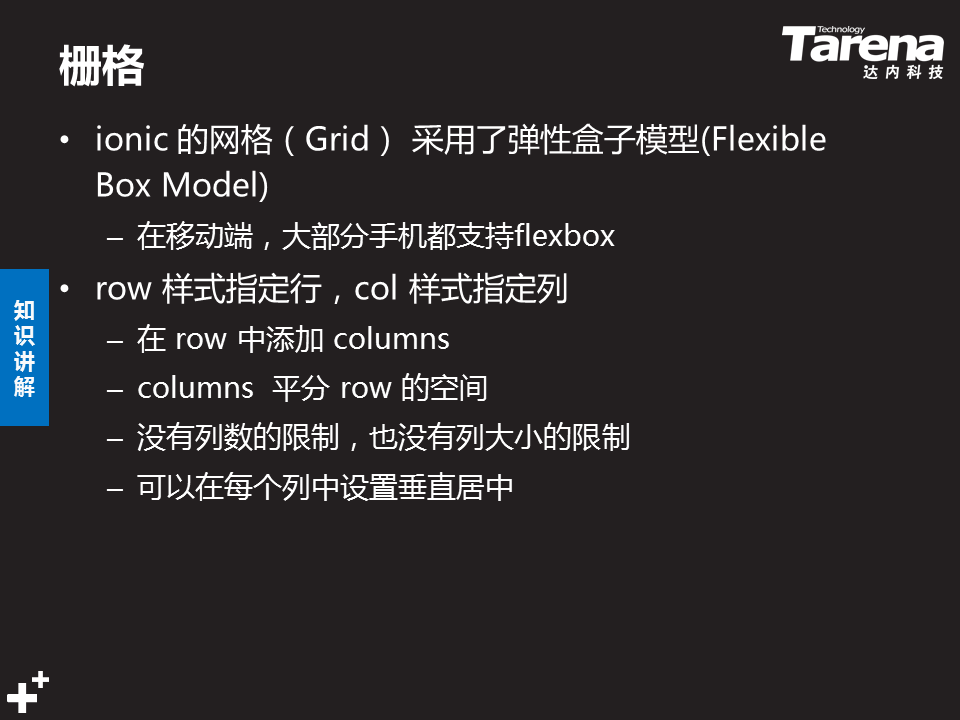 栅格
Technology
Tarena
达内科技
• ionic 的网格（Grid） 采用了弹性盒子模型(Flexible
Box Model)
– 在移动端，大部分手机都支持flexbox
• row 样式指定行，col 样式指定列
– 在 row 中添加 columns
– columns 平分 row 的空间
– 没有列数的限制，也没有列大小的限制
– 可以在每个列中设置垂直居中
知识讲解